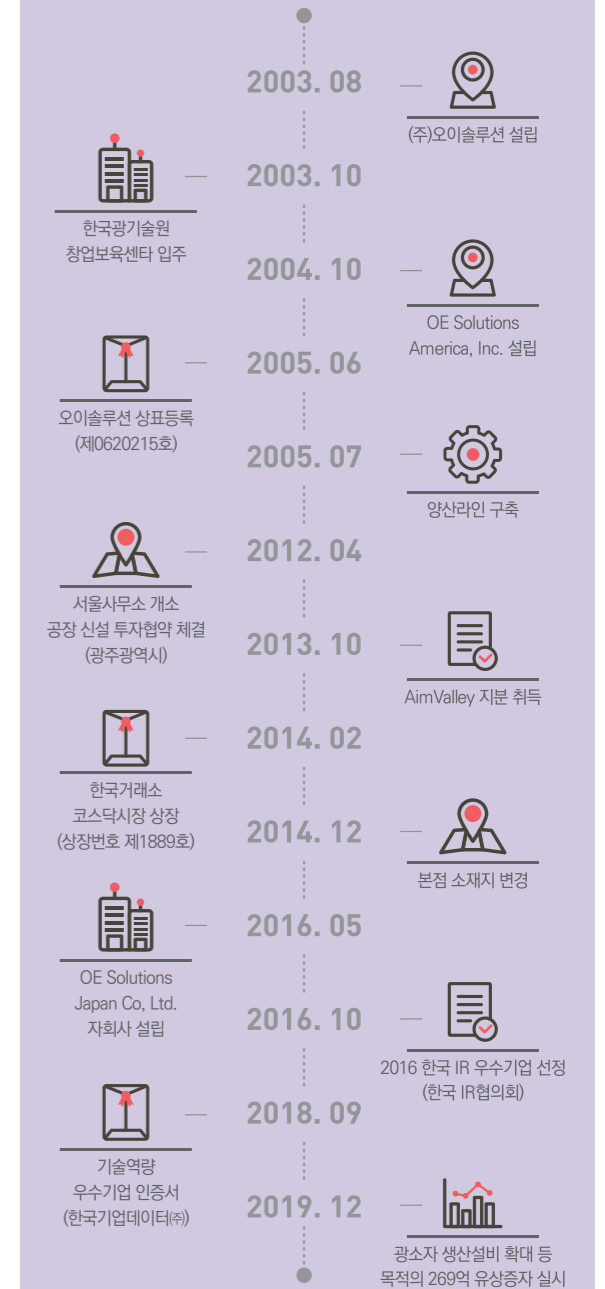 2003. 08
(주)오이솔루션 설립
2003. 10
한국광기술원
창업보육센타 입주
2004. 10
OE Solutions
America, Inc. 설립
2005. 06
오이솔루션 상표등록
(제0620215호)
2005. 07
양산라인 구축
2012. 04
서울사무소 개소
공장 신설 투자협약 체결
(광주광역시)
2013. 10
AimValley 지분 취득
2014. 02
한국거래소
코스닥시장 상장
(상장번호 제1889호)
2014. 12
본점 소재지 변경
2016. 05
OE Solutions
Japan Co, Ltd.
자회사 설립
2016. 10
2016 한국 IR 우수기업 선정
(한국 IR협의회)
2018. 09
기술역량
우수기업 인증서
(한국기업데이터㈜)
2019. 12
광소자 생산설비 확대 등
목적의 269억 유상증자 실시